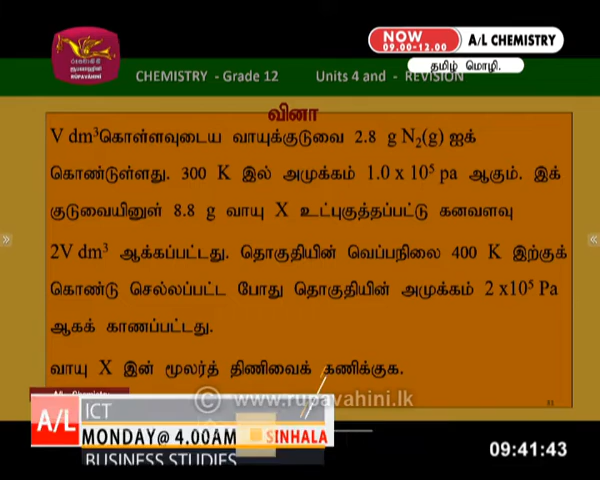 NOW
09.00-12.00
A/L CHEMISTRY
தமிழ் மொழி.
RUPAVAHINI
CHEMISTRY - Grade 12 Units 4 and - REVISION
வினா
V dm³கொள்ளவுடைய வாயுக்குடுவை 2.8 g N₂(g) ஐக்
கொண்டுள்ளது. 300 K இல் அமுக்கம் 1.0 x 10⁵ pa ஆகும். இக்
குடுவையினுள் 8.8 g வாயு X உட்புகுத்தப்பட்டு கனவளவு
2V dm³ ஆக்கப்பட்டது. தொகுதியின் வெப்பநிலை 400 K இற்குக்
கொண்டு செல்லப்பட்ட போது தொகுதியின் அமுக்கம் 2 x10⁵ Pa
ஆகக் காணப்பட்டது.
வாயு X இன் மூலர்த் திணிவைக் கணிக்குக.
© www.rupavahini.lk
A/L
ICT
MONDAY@ 4.00AM
SINHALA
BUSINESS STUDIES
09:41:43